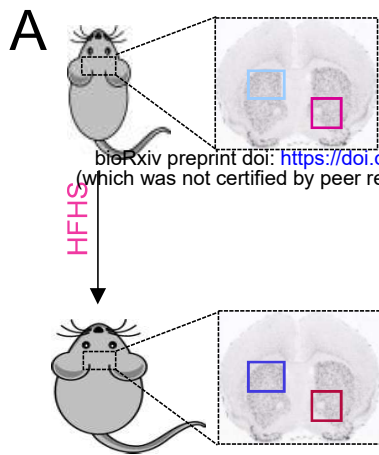 A
bioRxiv preprint doi: https://doi.o
(which was not certified by peer re
HFHS